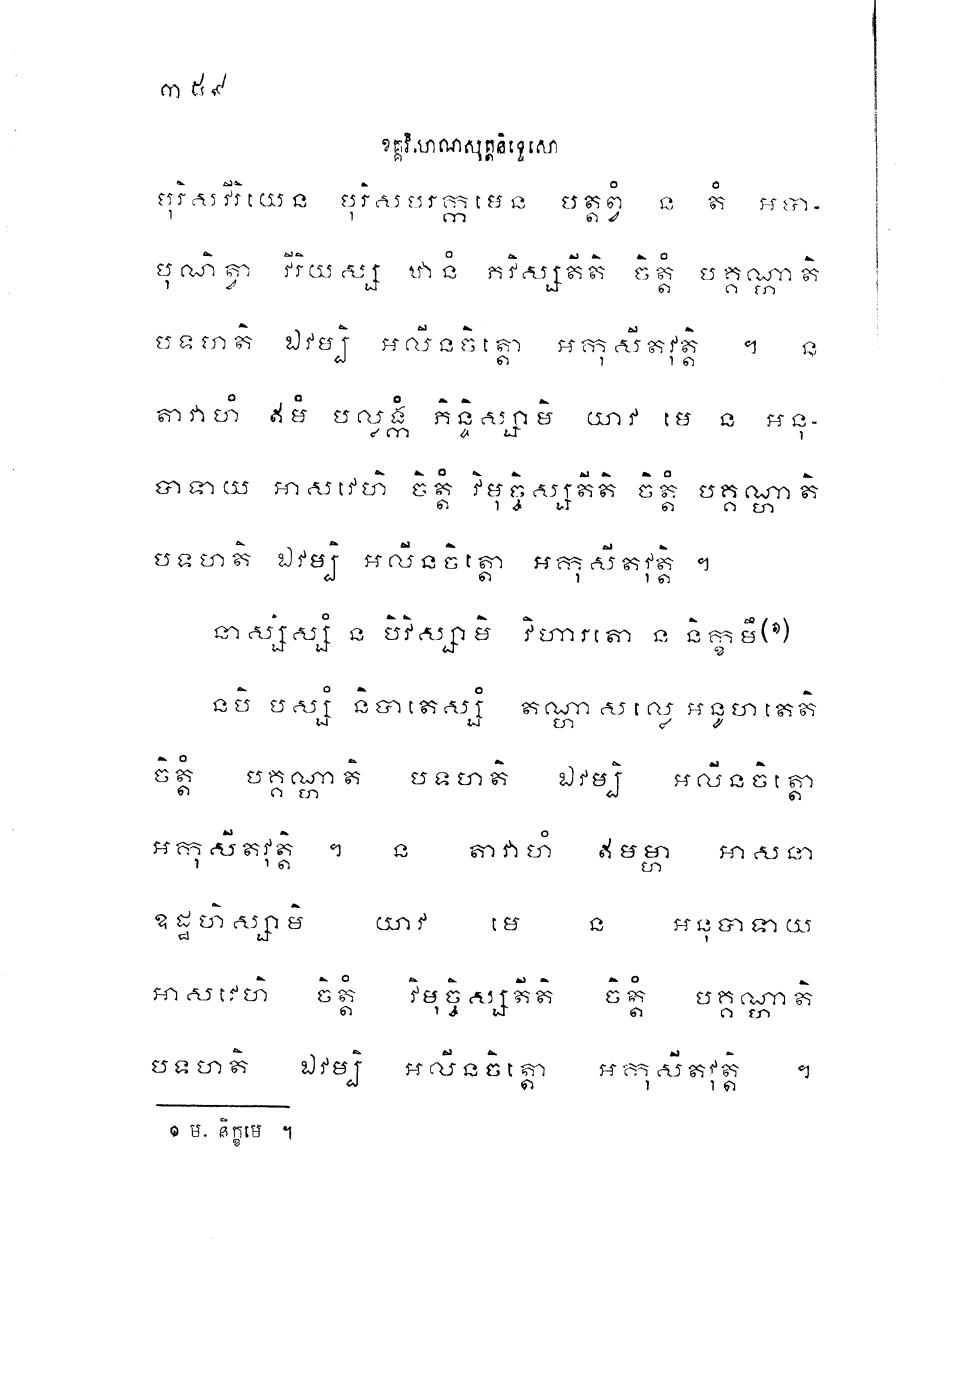 ៣៥៩
ខគ្គវិសាណសុត្តនិទ្ទេសោ
បុរិសវីរិយេន បុរិសបរក្កមេន បត្តព្វំ ន តំ អបា-
បុណិត្វា វីរិយស្ស ឋានំ ភវិស្សតីតិ ចិត្តំ បគ្គណ្ហាតិ
បទហតិ ឯវម្បិ អលីនចិត្តោ អកុសីតវុត្តិ ។ ន
តាវាហំ ឥមំ បល្លង្កំ ភិន្ទិស្សាមិ យាវ មេ ន អនុ-
បាទាយ អាសវេហិ ចិត្តំ វិមុច្ចិស្សតីតិ ចិត្តំ បគ្គណ្ហាតិ
បទហតិ ឯវម្បិ អលីនចិត្តោ អកុសីតវុត្តិ ។
នាស្សិស្សំ ន បិវិស្សាមិ វិហារតោ ន និក្ខមឹ(១)
នបិ បស្សំ និបាតេស្សំ តណ្ហាសល្លេ អនូហតេតិ
ចិត្តំ បគ្គណ្ហាតិ បទហតិ ឯវម្បិ អលីនចិត្តោ
អកុសីតវុត្តិ ។ ន តាវាហំ ឥមម្ហា អាសនា
ឧដ្ឋហិស្សាមិ យាវ មេ ន អនុបាទាយ
អាសវេហិ ចិត្តំ វិមុច្ចិស្សតីតិ ចិត្តំ បគ្គណ្ហាតិ
បទហតិ ឯវម្បិ អលីនចិត្តោ អកុសីតវុត្តិ ។
១ ម. និក្ខមេ ។